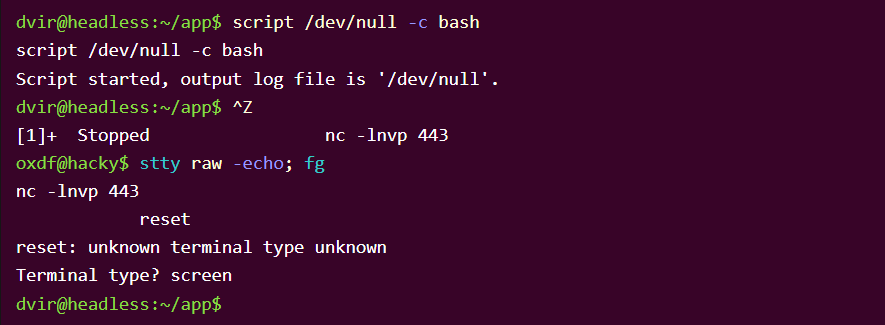 dvir@headless:~/app$ script /dev/null -c bash
script /dev/null -c bash
Script started, output log file is '/dev/null'.
dvir@headless:~/app$ ^Z
[1]+  Stopped                 nc -lnvp 443
oxdf@hacky$ stty raw -echo; fg
nc -lnvp 443
            reset
reset: unknown terminal type unknown
Terminal type? screen
dvir@headless:~/app$